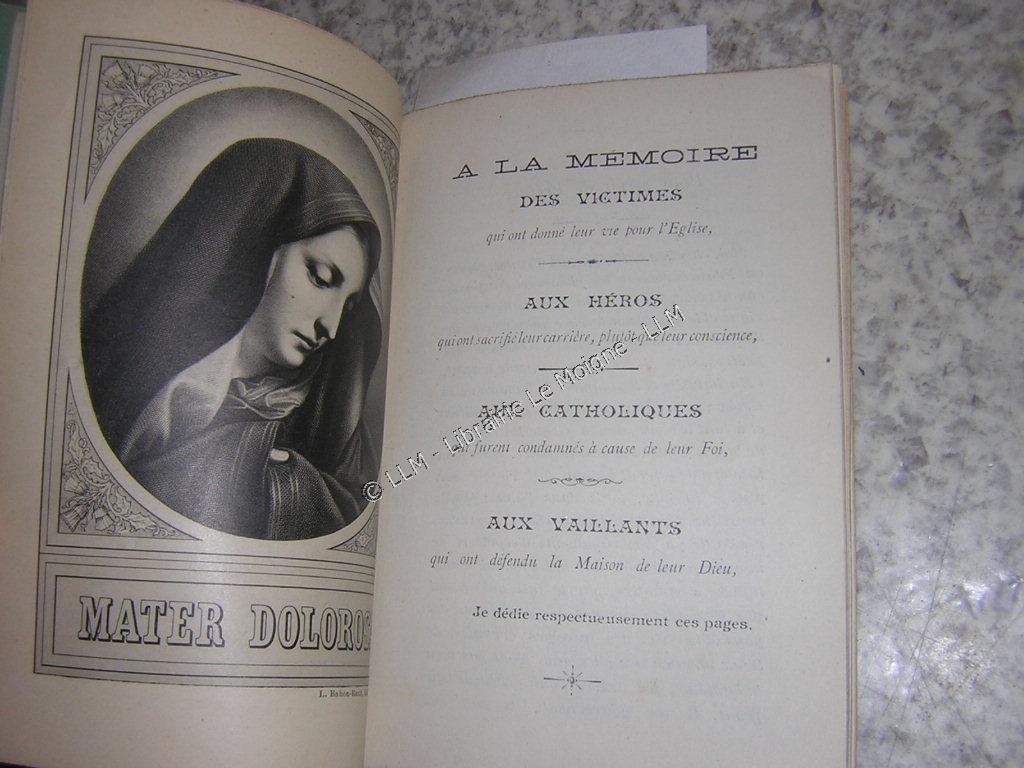 MATER DOLOROS
A LA MÉMOIRE
DES VICTIMES
qui ont donné leur vie pour l'Eglise,
AUX HÉROS
qui ont sacrifié leur carrière, plutôt que leur conscience,
AUX CATHOLIQUES
furent condamnés à cause de leur Foi,
AUX VAILLANTS
qui ont défendu la Maison de leur Dieu,
Je dédie respectueusement ces pages.
© LLM - Librairie Le Moigne - LLM